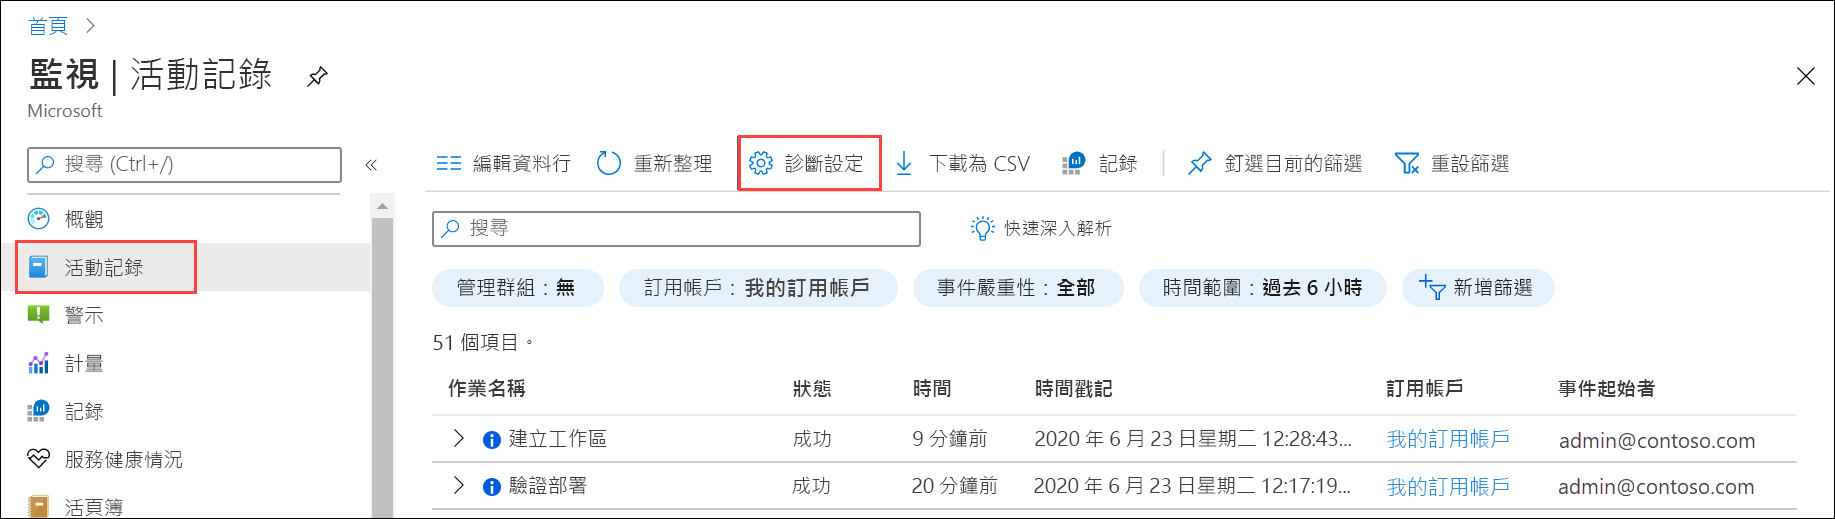 首頁 >
監視 | 活動記錄
Microsoft
搜尋 (Ctrl+/)
概觀
活動記錄
警示
計量
記錄
服務健康情況
活頁簿
編輯資料行 重新整理 診斷設定 下載為 CSV 記錄 釘選目前的篩選 重設篩選
搜尋 快速深入解析
管理群組：無 訂用帳戶：我的訂用帳戶 事件嚴重性：全部 時間範圍：過去 6 小時 新增篩選
51 個項目。
作業名稱 狀態 時間 時間戳記 訂用帳戶 事件起始者
建立工作區 成功 9 分鐘前 2020 年 6 月 23 日星期二 12:28:43... 我的訂用帳戶 admin@contoso.com
驗證部署 成功 20 分鐘前 2020 年 6 月 23 日星期二 12:17:19... 我的訂用帳戶 admin@contoso.com